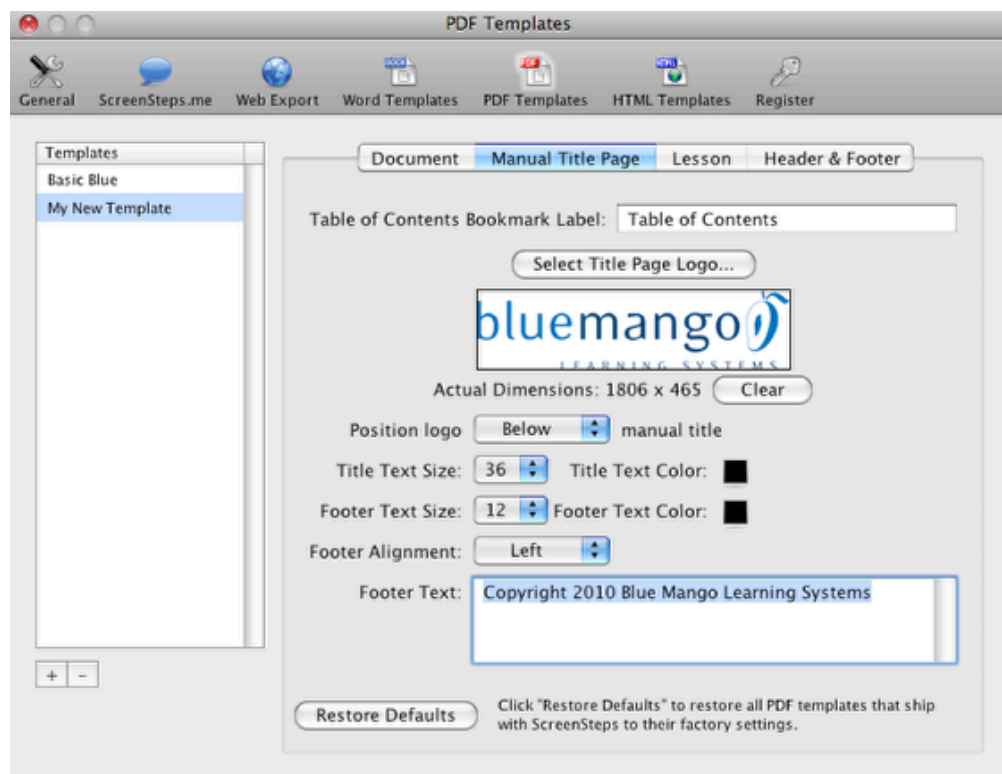 PDF Templates
General ScreenSteps.me Web Export Word Templates PDF Templates HTML Templates Register
Templates
Basic Blue
My New Template
Document Manual Title Page Lesson Header & Footer
Table of Contents Bookmark Label: Table of Contents
Select Title Page Logo...
bluemango
LEARNING SYSTEMS
Actual Dimensions: 1806 x 465 Clear
Position logo Below manual title
Title Text Size: 36 Title Text Color:
Footer Text Size: 12 Footer Text Color:
Footer Alignment: Left
Footer Text: Copyright 2010 Blue Mango Learning Systems
+ -
Restore Defaults
Click "Restore Defaults" to restore all PDF templates that ship
with ScreenSteps to their factory settings.